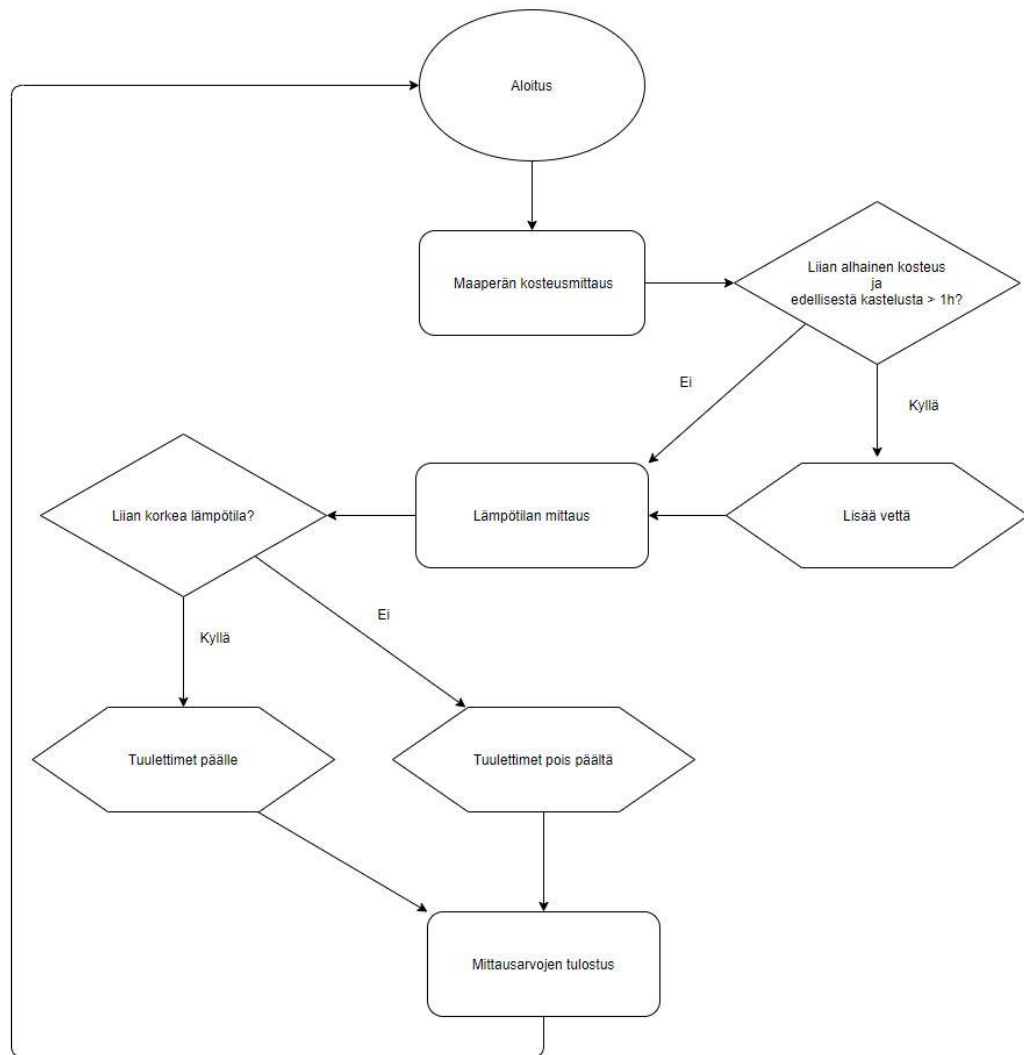 Aloitus
Maaperän kosteusmittaus
Liian alhainen kosteus
ja
edellisestä kastelusta > 1h?
Ei
Kyllä
Liian korkea lämpötila?
Lämpötilan mittaus
Lisää vettä
Ei
Kyllä
Tuulettimet päälle
Tuulettimet pois päältä
Mittausarvojen tulostus